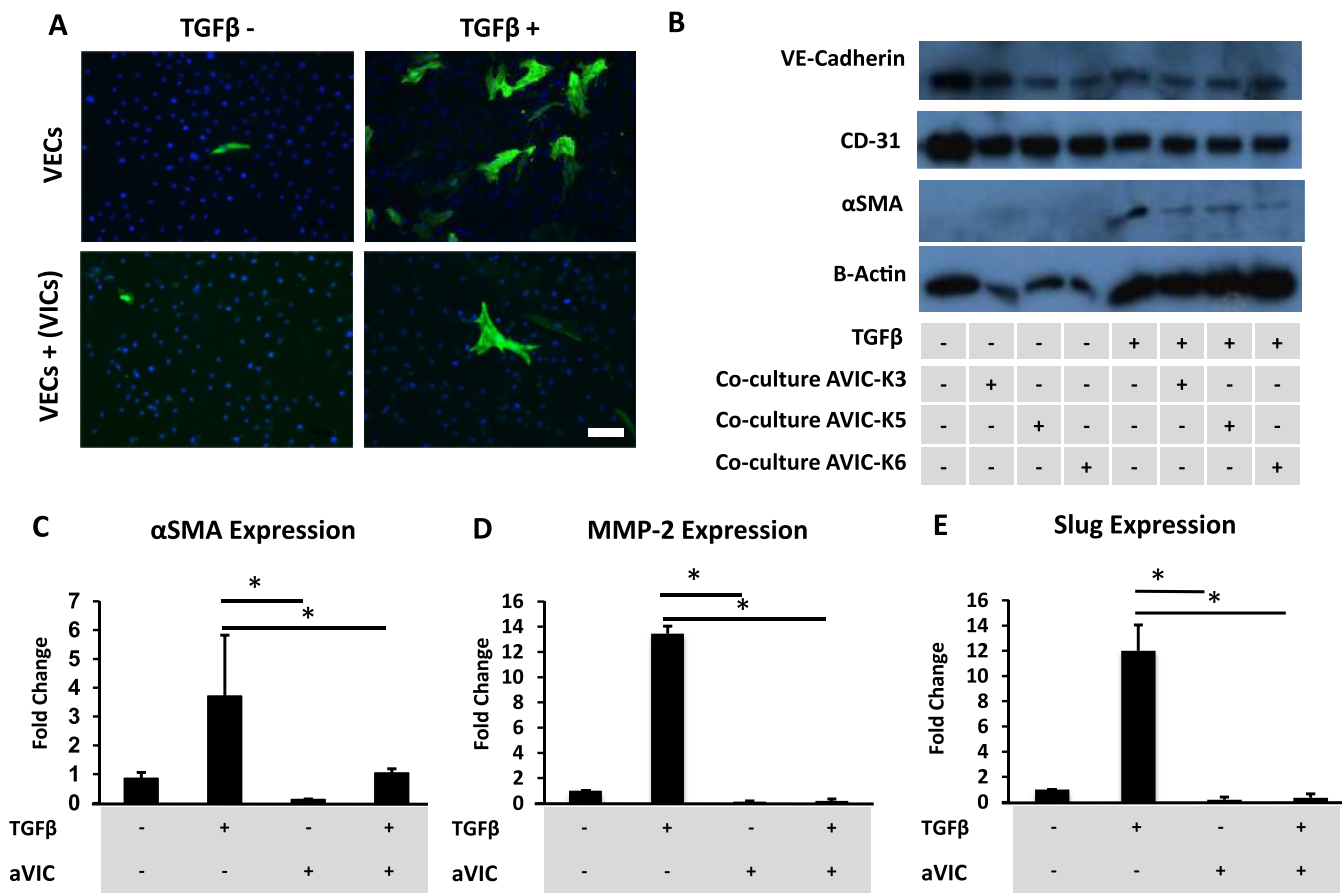 A
TGFβ -
TGFβ +
VECs
VECs + (VICs)
B
VE-Cadherin
CD-31
αSMA
B-Actin
TGFβ - - - - + + + +
Co-culture AVIC-K3 - + - - - + - -
Co-culture AVIC-K5 - - + - - - + -
Co-culture AVIC-K6 - - - + - - - +
C
αSMA Expression
*
*
Fold Change
7
6
5
4
3
2
1
0
TGFβ - + - +
aVIC - - + +
D
MMP-2 Expression
*
*
Fold Change
16
14
12
10
8
6
4
2
0
- + - +
- - + +
E
Slug Expression
*
*
Fold Change
16
14
12
10
8
6
4
2
0
TGFβ - + - +
aVIC - - + +